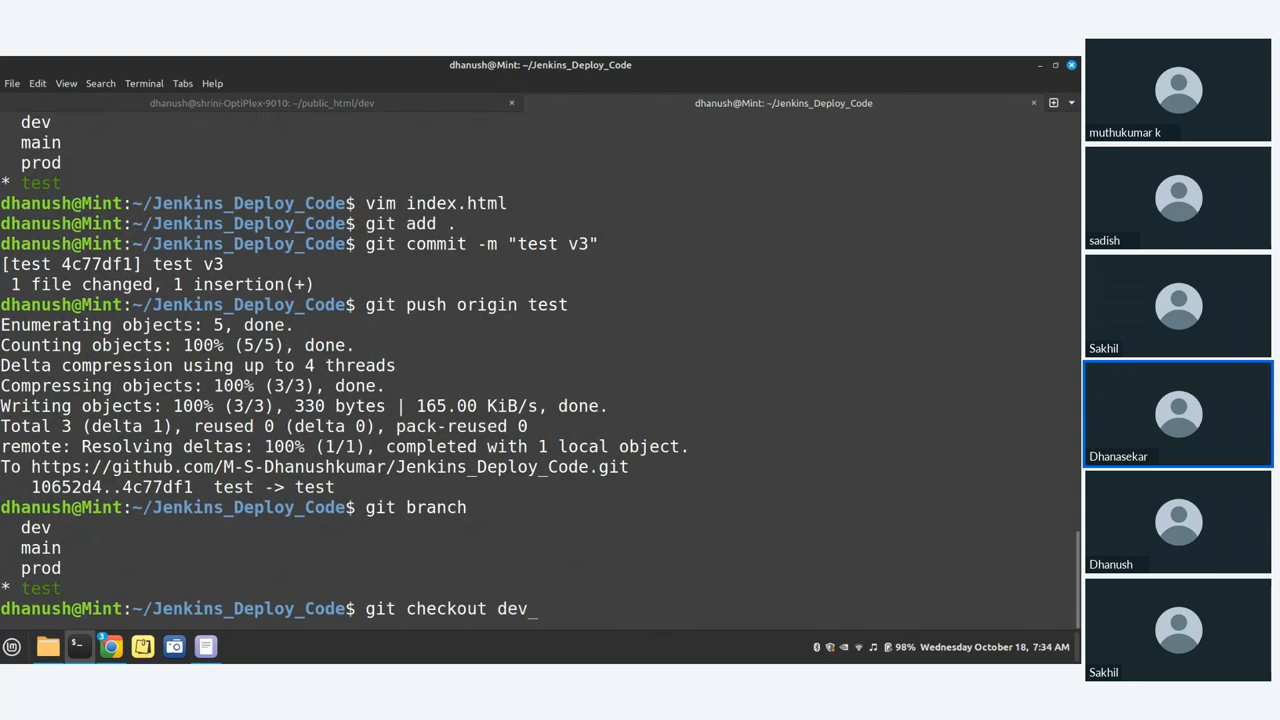 dhanush@Mint: ~/Jenkins_Deploy_Code
File Edit View Search Terminal Tabs Help
dhanush@shrini-OptiPlex-9010: ~/public_html/dev × dhanush@Mint: ~/Jenkins_Deploy_Code ×
dev
main
prod
* test
dhanush@Mint:~/Jenkins_Deploy_Code$ vim index.html
dhanush@Mint:~/Jenkins_Deploy_Code$ git add .
dhanush@Mint:~/Jenkins_Deploy_Code$ git commit -m "test v3"
[test 4c77df1] test v3
1 file changed, 1 insertion(+)
dhanush@Mint:~/Jenkins_Deploy_Code$ git push origin test
Enumerating objects: 5, done.
Counting objects: 100% (5/5), done.
Delta compression using up to 4 threads
Compressing objects: 100% (3/3), done.
Writing objects: 100% (3/3), 330 bytes | 165.00 KiB/s, done.
Total 3 (delta 1), reused 0 (delta 0), pack-reused 0
remote: Resolving deltas: 100% (1/1), completed with 1 local object.
To https://github.com/M-S-Dhanushkumar/Jenkins_Deploy_Code.git
10652d4..4c77df1  test -> test
dhanush@Mint:~/Jenkins_Deploy_Code$ git branch
dev
main
prod
* test
dhanush@Mint:~/Jenkins_Deploy_Code$ git checkout dev_
3
98% Wednesday October 18, 7:34 AM
muthukumar k
sadish
Sakhil
Dhanasekar
Dhanush
Sakhil